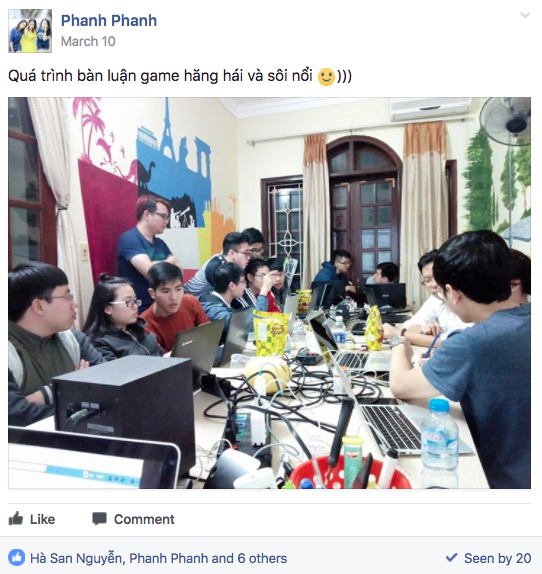 Phanh Phanh
March 10
Quá trình bàn luận game hăng hái và sôi nổi 🙂)))
Like
Comment
Hà San Nguyễn, Phanh Phanh and 6 others
Seen by 20